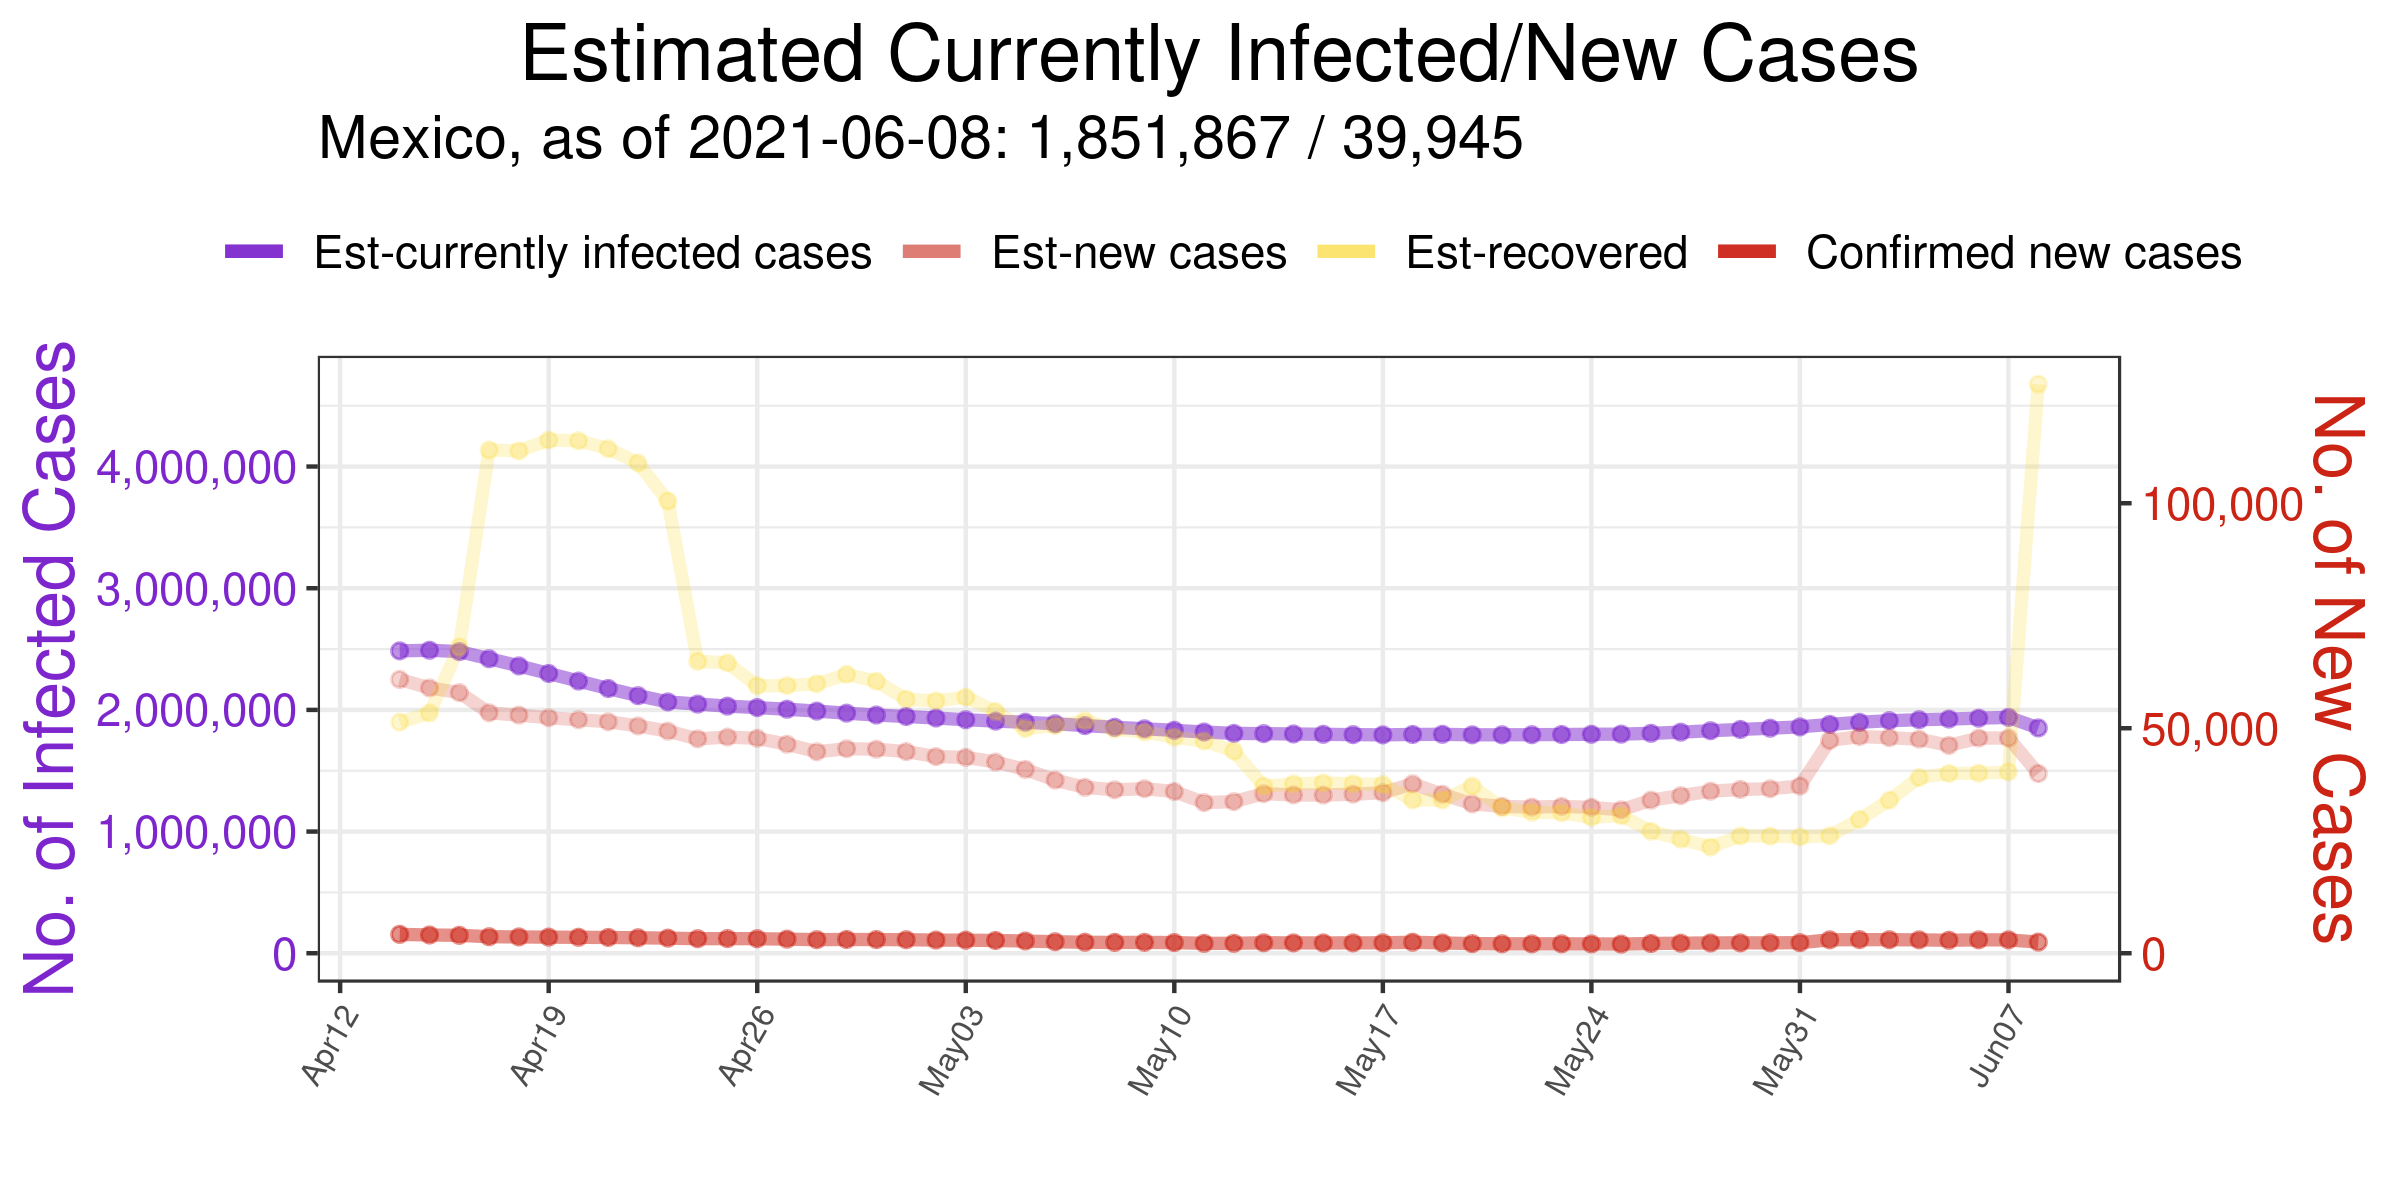 Estimated Currently Infected/New Cases
Mexico, as of 2021-06-08: 1,851,867 / 39,945
Est-currently infected cases Est-new cases Est-recovered Confirmed new cases
No. of Infected Cases
4,000,000
3,000,000
2,000,000
1,000,000
0
100,000
50,000
0
No. of New Cases
Apr12 Apr19 Apr26 May03 May10 May17 May24 May31 Jun07